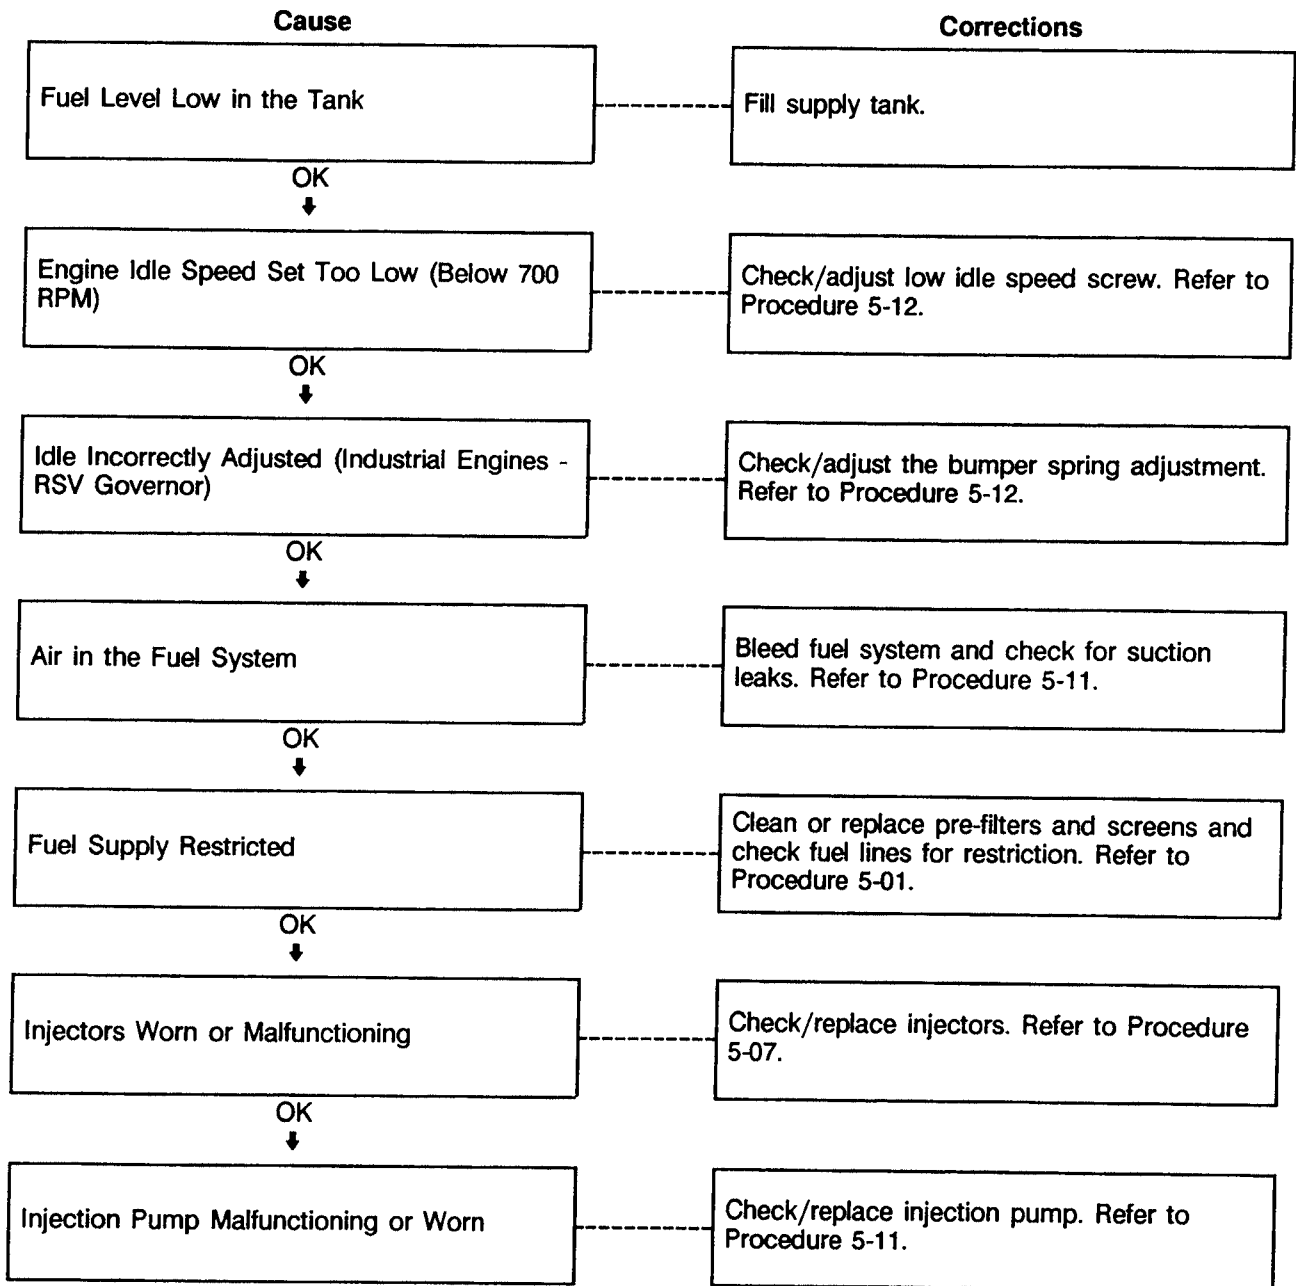 Cause
Corrections
Fuel Level Low in the Tank
Fill supply tank.
OK
Engine Idle Speed Set Too Low (Below 700
RPM)
Check/adjust low idle speed screw. Refer to
Procedure 5-12.
OK
Idle Incorrectly Adjusted (Industrial Engines -
RSV Governor)
Check/adjust the bumper spring adjustment.
Refer to Procedure 5-12.
OK
Air in the Fuel System
Bleed fuel system and check for suction
leaks. Refer to Procedure 5-11.
OK
Fuel Supply Restricted
Clean or replace pre-filters and screens and
check fuel lines for restriction. Refer to
Procedure 5-01.
OK
Injectors Worn or Malfunctioning
Check/replace injectors. Refer to Procedure
5-07.
OK
Injection Pump Malfunctioning or Worn
Check/replace injection pump. Refer to
Procedure 5-11.